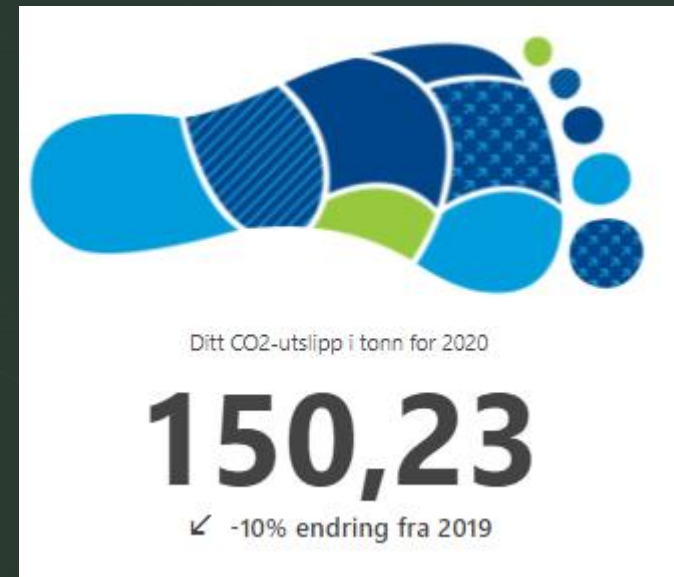 Ditt CO2-utslipp i tonn for 2020
150,23
↙ -10% endring fra 2019